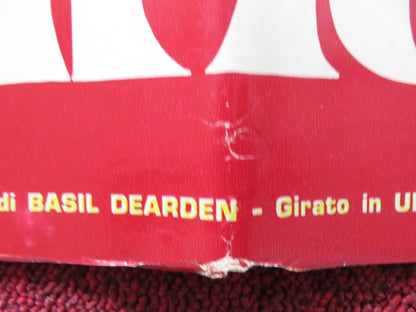 di BASIL DEARDEN - Girato in